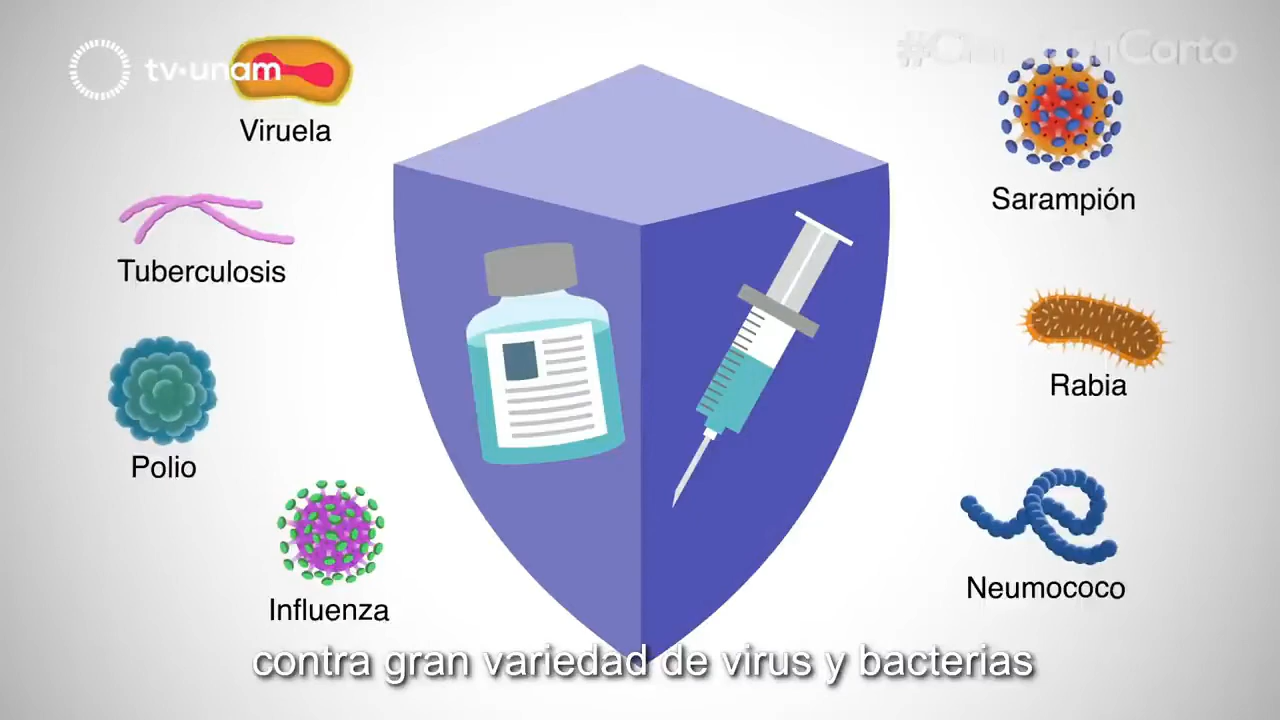 tv·unam
Viruela
Tuberculosis
Polio
Influenza
Sarampión
Rabia
Neumococo
contra gran variedad de virus y bacterias